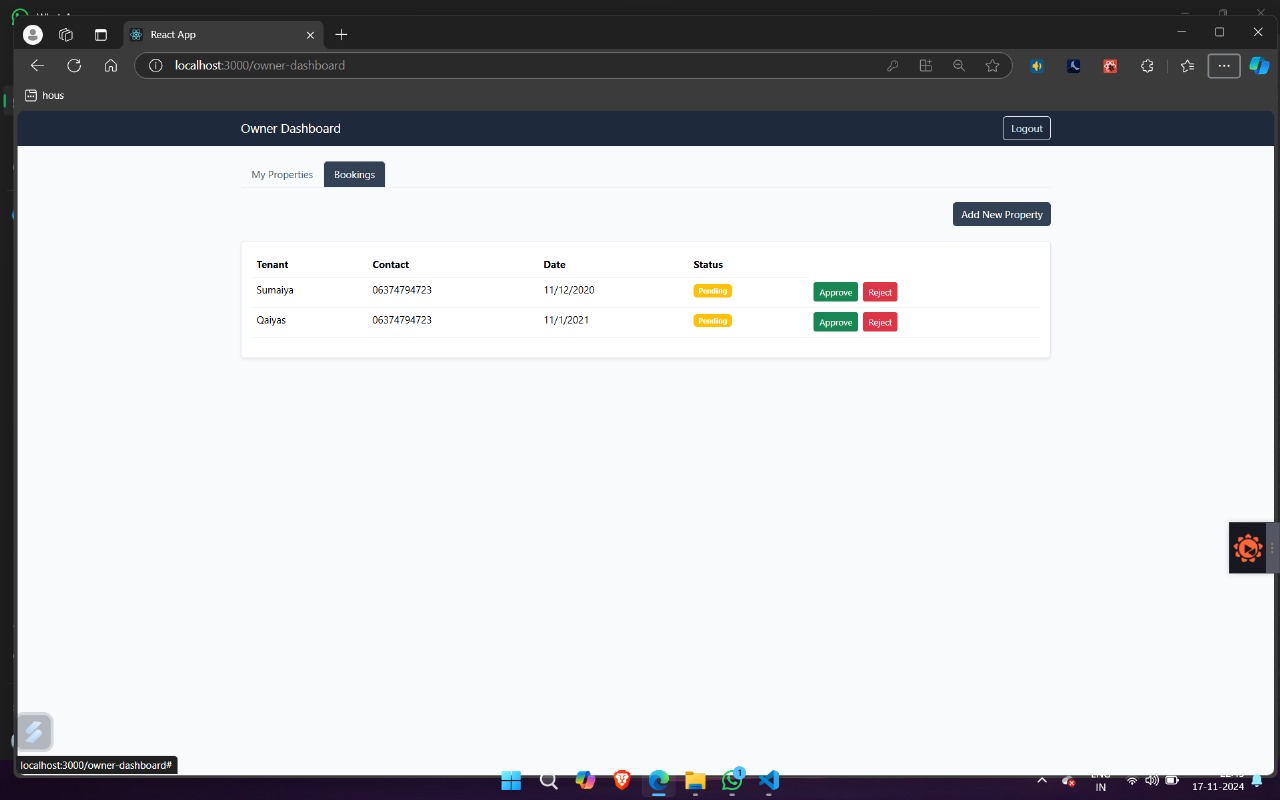 React App
localhost:3000/owner-dashboard
hous
Owner Dashboard
Logout
My Properties
Bookings
Add New Property
Tenant Contact Date Status
Sumaiya 06374794723 11/12/2020 Pending Approve Reject
Qaiyas 06374794723 11/1/2021 Pending Approve Reject
localhost:3000/owner-dashboard#
1
IN
17-11-2024